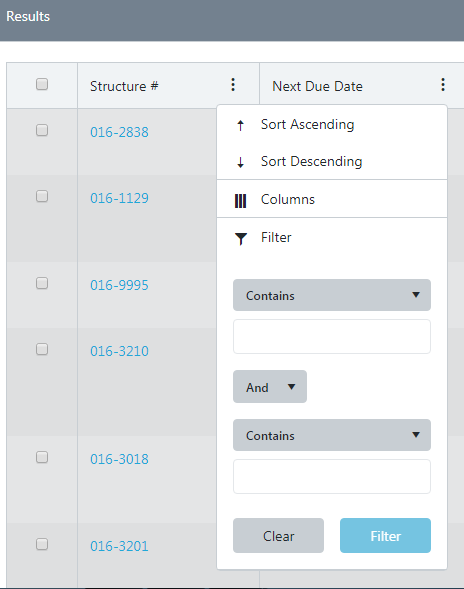 Results
Structure # Next Due Date
Sort Ascending
016-2838
Sort Descending
016-1129 Columns
Filter
016-9995 Contains
016-3210
And
Contains
016-3018
Clear Filter
016-3201